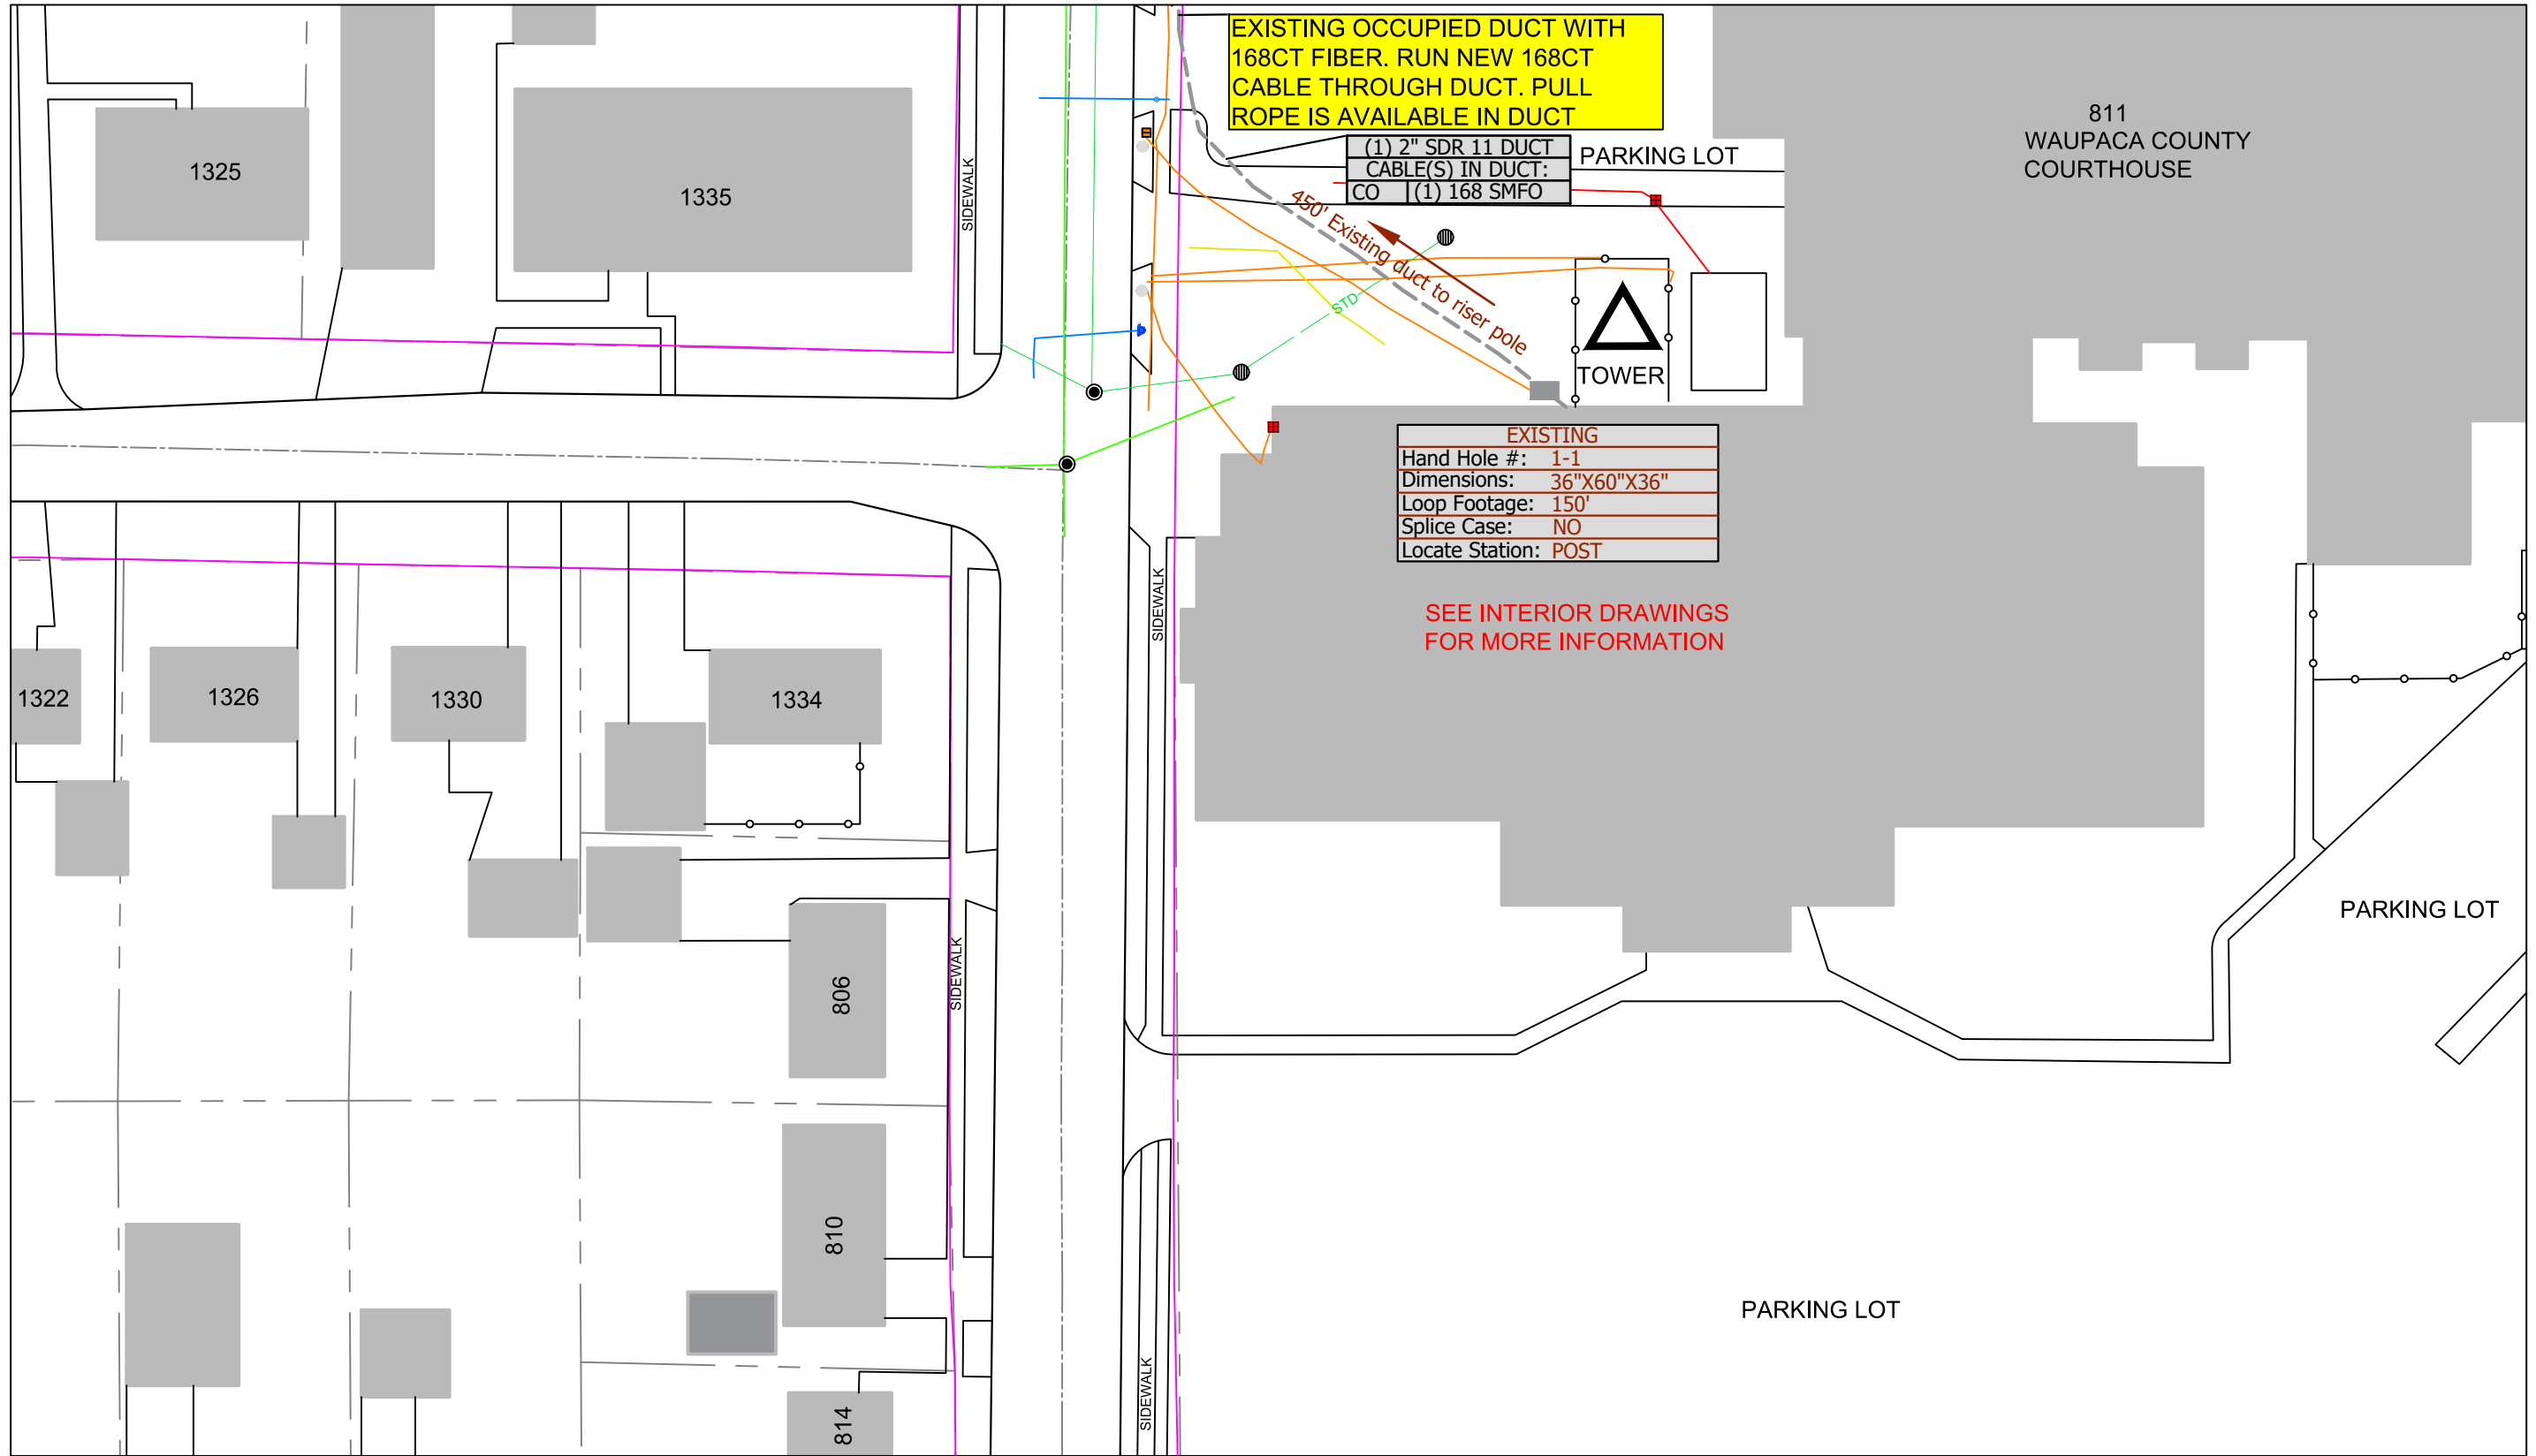 EXISTING OCCUPIED DUCT WITH
168CT FIBER. RUN NEW 168CT
CABLE THROUGH DUCT. PULL
ROPE IS AVAILABLE IN DUCT
(1) 2" SDR 11 DUCT
CABLE(S) IN DUCT:
CO (1) 168 SMFO
PARKING LOT
811
WAUPACA COUNTY
COURTHOUSE
1325
1335
SIDEWALK
450' Existing duct to riser pole
STD
TOWER
EXISTING
Hand Hole #: 1-1
Dimensions: 36"X60"X36"
Loop Footage: 150'
Splice Case: NO
Locate Station: POST
SEE INTERIOR DRAWINGS
FOR MORE INFORMATION
SIDEWALK
1322
1326
1330
1334
PARKING LOT
SIDEWALK
806
810
PARKING LOT
SIDEWALK
814